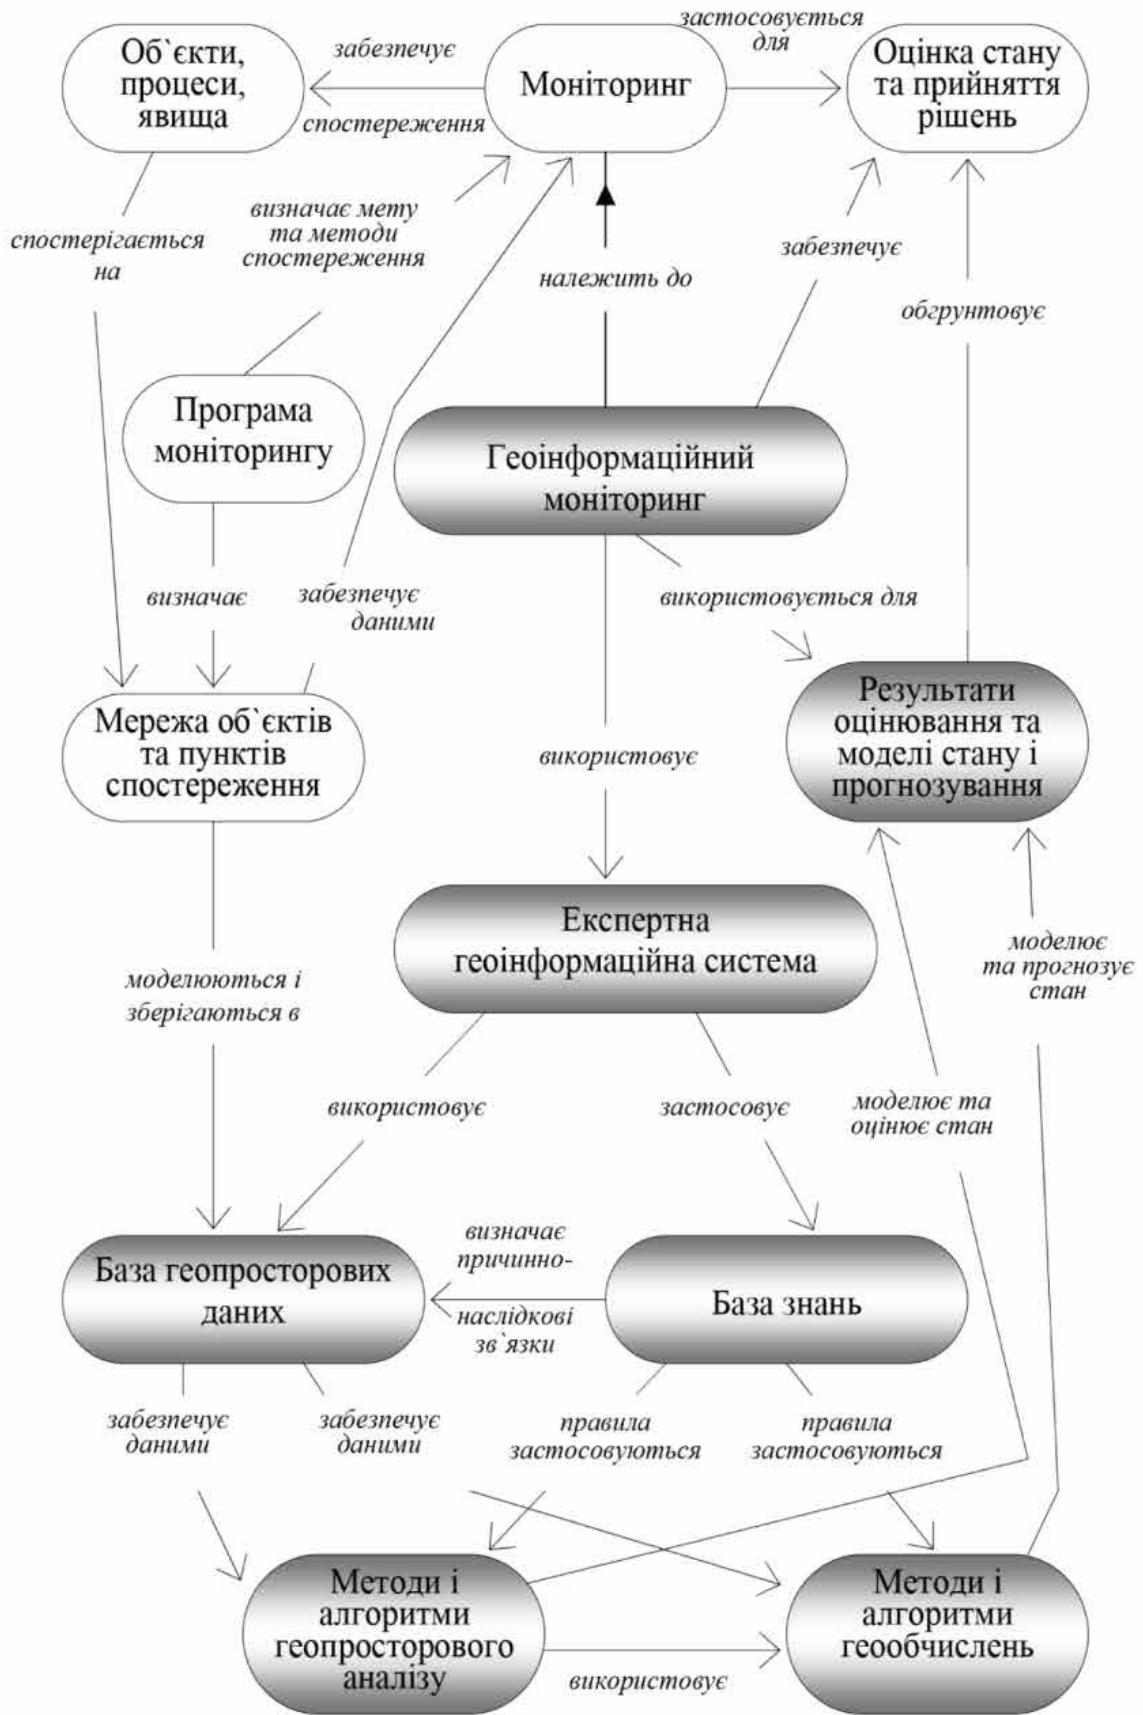 застосовується
для
Об`єкти,
процеси,
явища
забезпечує
спостереження
Моніторинг
Оцінка стану
та прийняття
рішень
спостерігається
на
визначає мету
та методи
спостереження
належить до
забезпечує
обгрунтовує
Програма
моніторингу
Геоінформаційний
моніторинг
визначає
забезпечує
даними
використовується для
Мережа об`єктів
та пунктів
спостереження
використовує
Результати
оцінювання та
моделі стану і
прогнозування
Експертна
геоінформаційна система
моделює
та прогнозує
стан
моделюються і
зберігаються в
використовує
застосовує
моделює та
оцінює стан
База геопросторових
даних
визначає
причинно-
наслідкові
зв`язки
База знань
забезпечує
даними
забезпечує
даними
правила
застосовуються
правила
застосовуються
Методи і
алгоритми
геопросторового
аналізу
використовує
Методи і
алгоритми
геообчислень